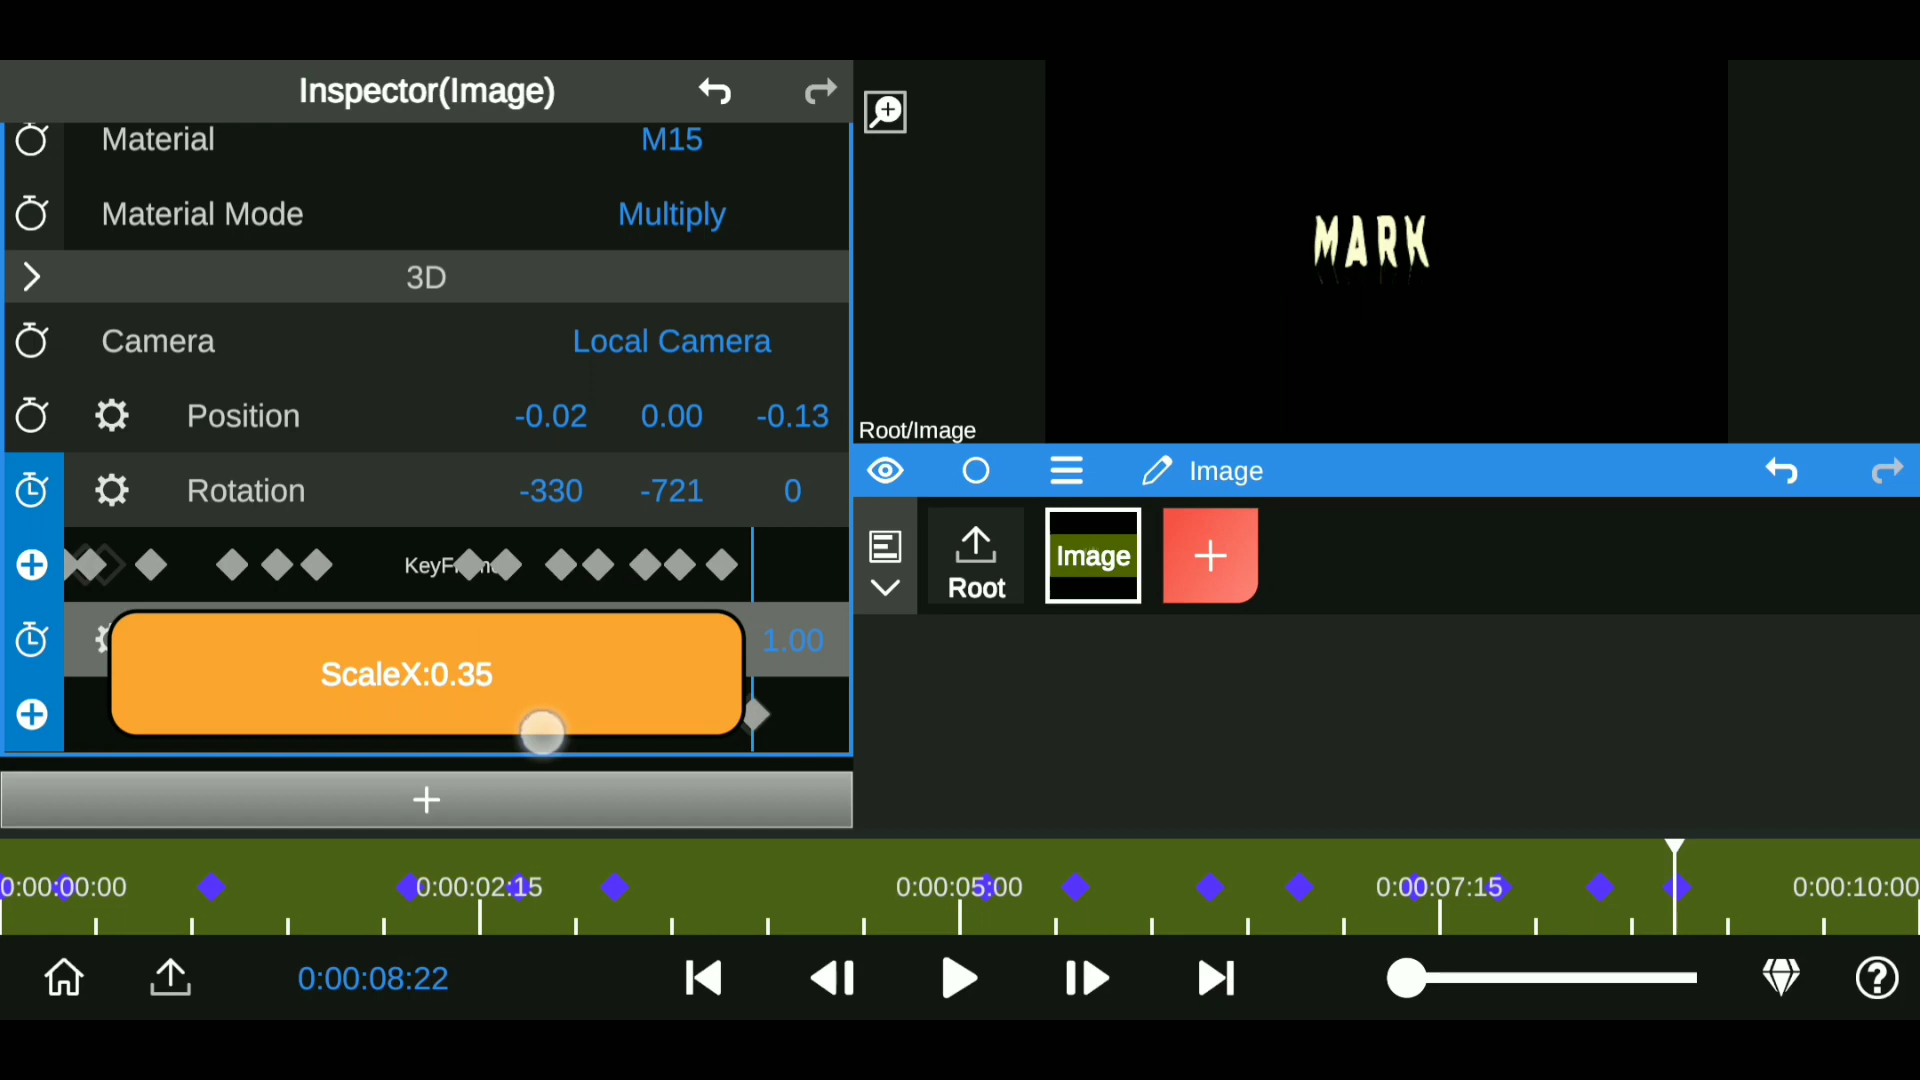 Inspector(Image)
Material
M15
Material Mode
Multiply
3D
Camera
Local Camera
Position
-0.02
0.00
-0.13
Rotation
-330
-721
0
1.00
ScaleX:0.35
MARK
Root/Image
Image
Root
Image
0:00:00:00
0:00:02:15
0:00:05:00
0:00:07:15
0:00:10:00
0:00:08:22